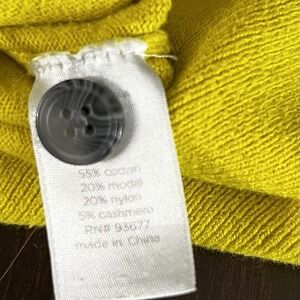 55% cotton
20% modal
20% nylon
5% cashmere
RN# 93677
made in China